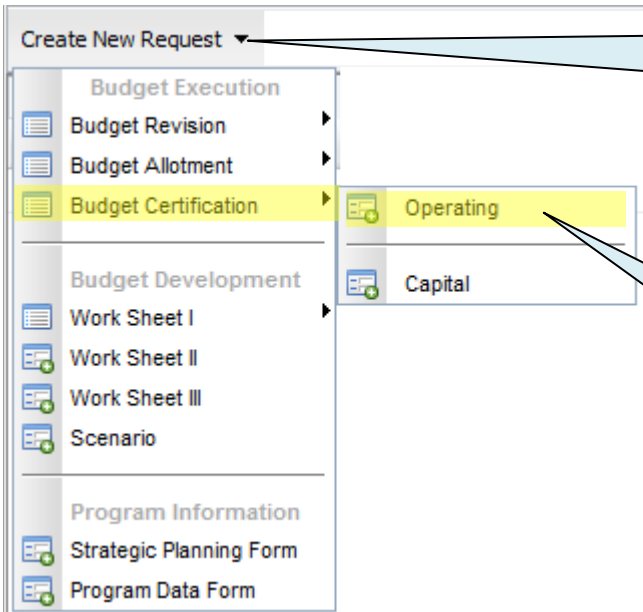 Create New Request
Budget Execution
Budget Revision
Budget Allotment
Budget Certification
Operating
Capital
Budget Development
Work Sheet I
Work Sheet II
Work Sheet III
Scenario
Program Information
Strategic Planning Form
Program Data Form